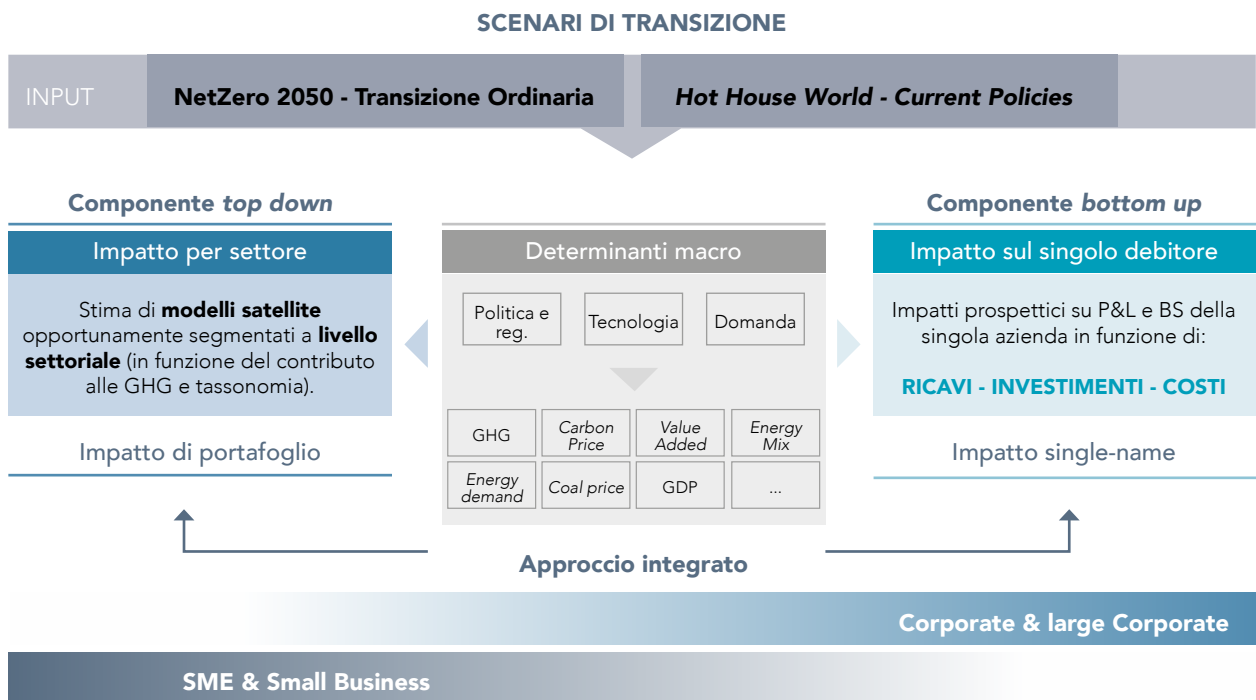 SCENARI DI TRANSIZIONE
INPUT
NetZero 2050 - Transizione Ordinaria
Hot House World - Current Policies
Componente top down
Impatto per settore
Stima di modelli satellite
opportunamente segmentati a livello
settoriale (in funzione del contributo
alle GHG e tassonomia).
Impatto di portafoglio
Determinanti macro
Politica e
reg.
Tecnologia
Domanda
GHG
Carbon
Price
Value
Added
Energy
Mix
Energy
demand
Coal price
GDP
...
Componente bottom up
Impatto sul singolo debitore
Impatti prospettici su P&L e BS della
singola azienda in funzione di:
RICAVI - INVESTIMENTI - COSTI
Impatto single-name
Approccio integrato
Corporate & large Corporate
SME & Small Business